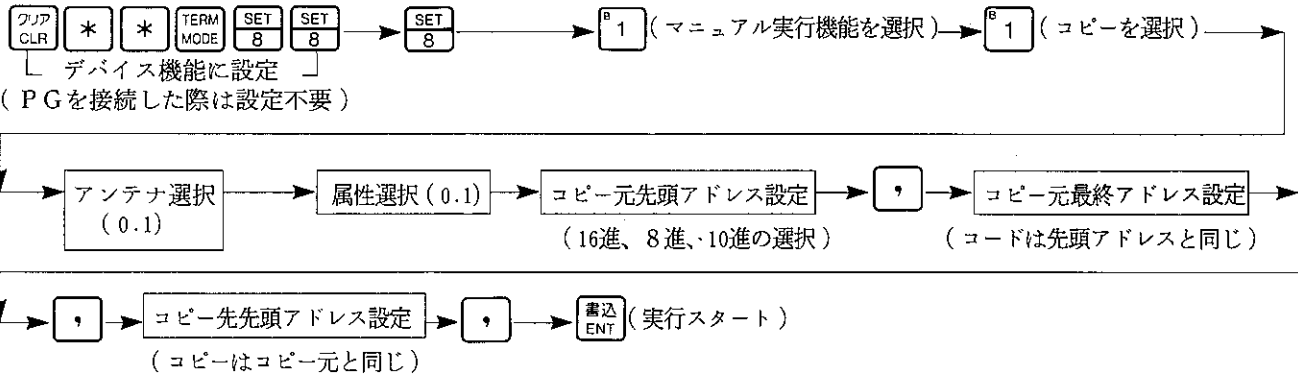 クリア CLR * * TERM MODE SET 8 SET 8 SET 8 B 1 (マニュアル実行機能を選択) B 1 (コピーを選択)
デバイス機能に設定
(PGを接続した際は設定不要)
アンテナ選択 (0.1) 属性選択(0.1) コピー元先頭アドレス設定 , コピー元最終アドレス設定
(16進、8進、10進の選択) (コードは先頭アドレスと同じ)
, コピー先先頭アドレス設定 , 書込 ENT (実行スタート)
(コピーはコピー元と同じ)